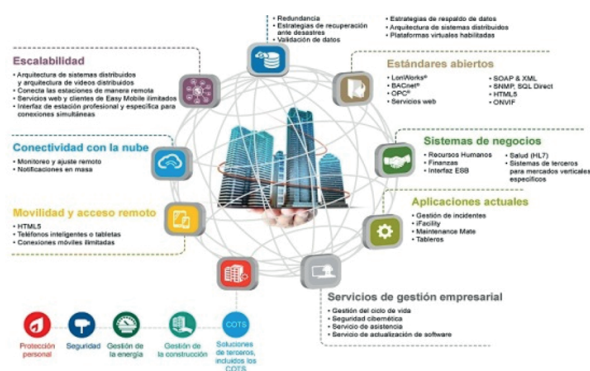 • Redundancia
• Estrategias de recuperación
ante desastres
• Validación de datos
• Estrategias de respaldo de datos
• Arquitectura de sistemas distribuidos
• Plataformas virtuales habilitadas
Escalabilidad
• Arquitectura de sistemas distribuidos
y arquitectura de videos distribuidos
• Conecta las estaciones de manera remota
• Servicios web y clientes de Easy Mobile ilimitados
• Interfaz de estación profesional y específica para
conexiones simultáneas
Estándares abiertos
• LonWorks®
• BACnet®
• OPC®
• Servicios web
• SOAP & XML
• SNMP, SQL Direct
• HTML5
• ONVIF
Conectividad con la nube
• Monitoreo y ajuste remoto
• Notificaciones en masa
Sistemas de negocios
• Recursos Humanos
• Finanzas
• Interfaz ESB
• Salud (HL7)
• Sistemas de terceros
para mercados verticales
específicos
Movilidad y acceso remoto
• HTML5
• Teléfonos inteligentes o tabletas
• Conexiones móviles ilimitadas
Aplicaciones actuales
• Gestión de incidentes
• iFacility
• Maintenance Mate
• Tableros
Servicios de gestión empresarial
• Gestión del ciclo de vida
• Seguridad cibernética
• Servicio de asistencia
• Servicio de actualización de software
COTS
Protección
personal
Seguridad
Gestión de
la energía
Gestión de
la construcción
Soluciones
de terceros,
incluidos los
COTS